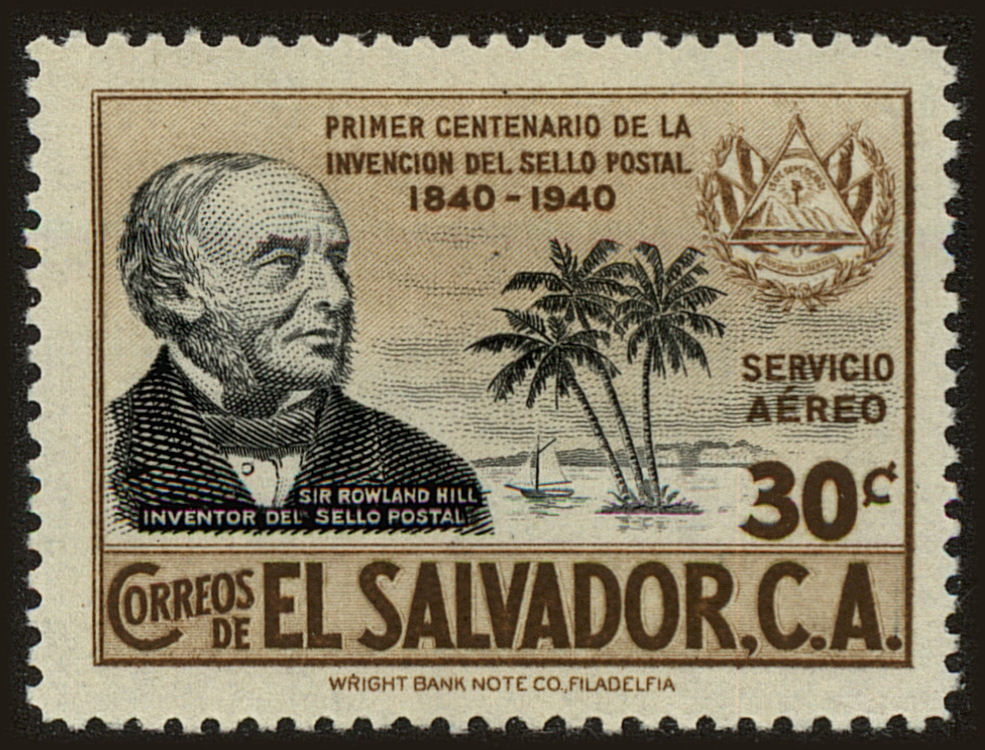 PRIMER CENTENARIO DE LA
INVENCION DEL SELLO POSTAL
1840-1940
SERVICIO
AÉREO
30¢
SIR ROWLAND HILL
INVENTOR DEL SELLO POSTAL
CORREOS
DE
EL SALVADOR, C.A.
WRIGHT BANK NOTE CO., FILADELFIA